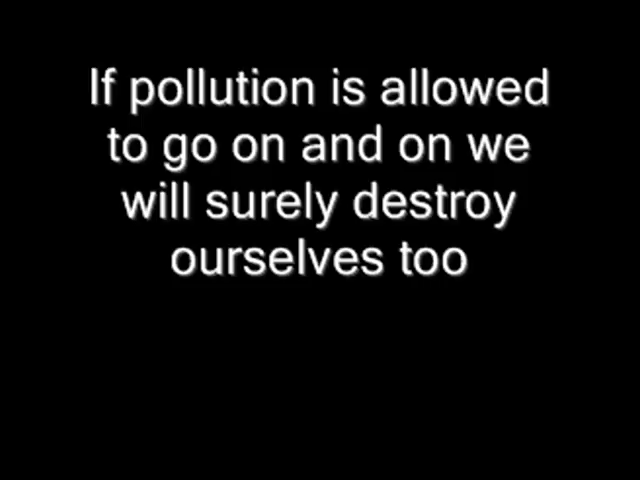 If pollution is allowed
to go on and on we
will surely destroy
ourselves too